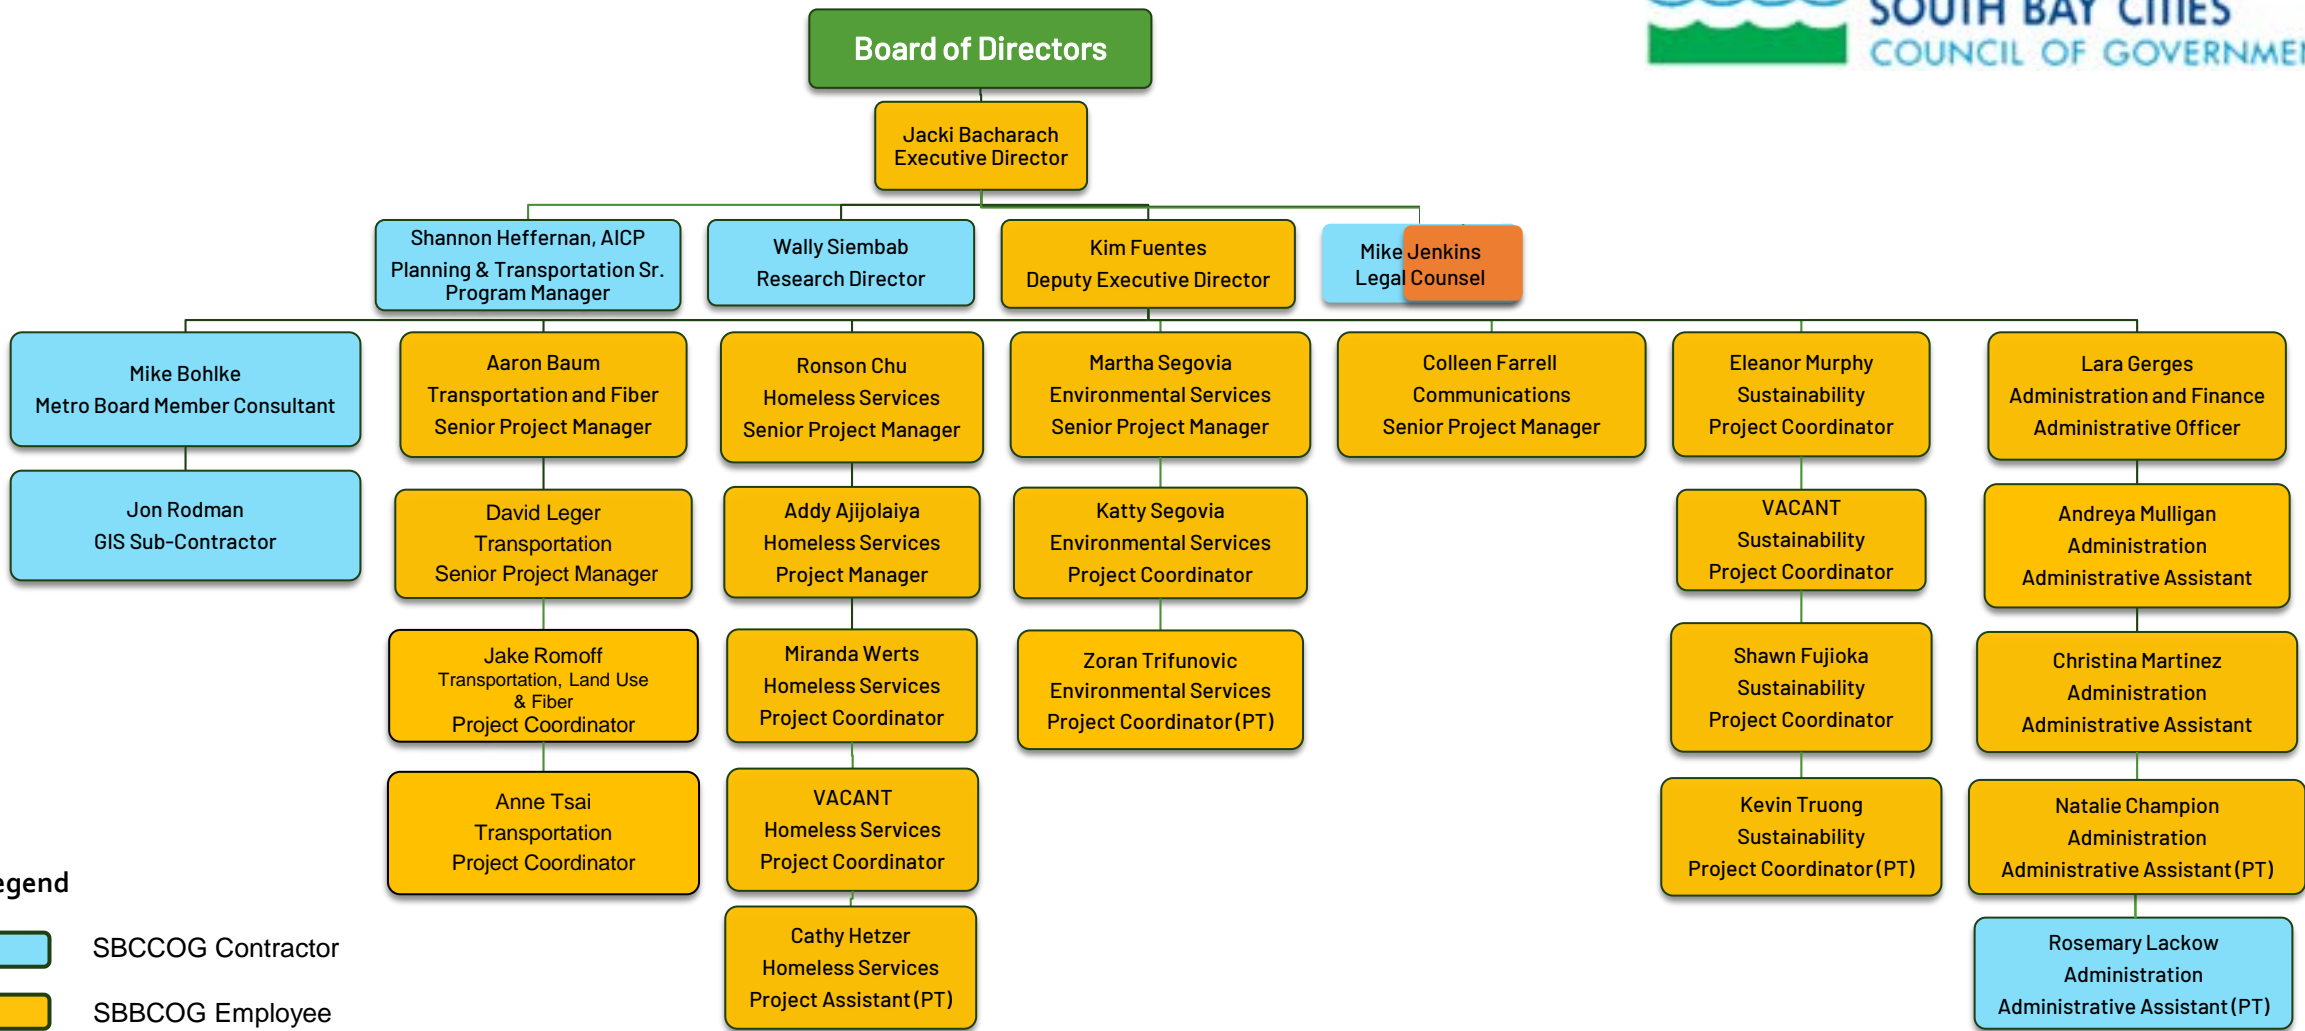 SOUTH BAY CITIES
COUNCIL OF GOVERNMEN
Board of Directors
Jacki Bacharach
Executive Director
Shannon Heffernan, AICP
Planning & Transportation Sr.
Program Manager
Wally Siembab
Research Director
Kim Fuentes
Deputy Executive Director
Mike Jenkins
Legal Counsel
Mike Bohlke
Metro Board Member Consultant
Jon Rodman
GIS Sub-Contractor
Aaron Baum
Transportation and Fiber
Senior Project Manager
David Leger
Transportation
Senior Project Manager
Jake Romoff
Transportation, Land Use
& Fiber
Project Coordinator
Anne Tsai
Transportation
Project Coordinator
Ronson Chu
Homeless Services
Senior Project Manager
Addy Ajijolaiya
Homeless Services
Project Manager
Miranda Werts
Homeless Services
Project Coordinator
VACANT
Homeless Services
Project Coordinator
Cathy Hetzer
Homeless Services
Project Assistant (PT)
Martha Segovia
Environmental Services
Senior Project Manager
Katty Segovia
Environmental Services
Project Coordinator
Zoran Trifunovic
Environmental Services
Project Coordinator (PT)
Colleen Farrell
Communications
Senior Project Manager
Eleanor Murphy
Sustainability
Project Coordinator
VACANT
Sustainability
Project Coordinator
Shawn Fujioka
Sustainability
Project Coordinator
Kevin Truong
Sustainability
Project Coordinator (PT)
Lara Gerges
Administration and Finance
Administrative Officer
Andreya Mulligan
Administration
Administrative Assistant
Christina Martinez
Administration
Administrative Assistant
Natalie Champion
Administration
Administrative Assistant (PT)
Rosemary Lackow
Administration
Administrative Assistant (PT)
egend
SBCCOG Contractor
SBBCOG Employee